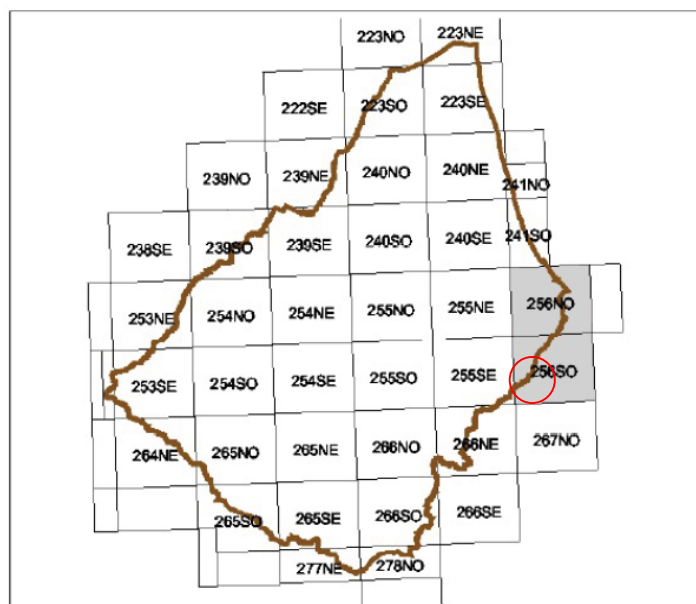 223NO 223NE
222SE 223SO 223SE
239NO 239NE 240NO 240NE 241NO
238SE 239SO 239SE 240SO 240SE 241SO
253NE 254NO 254NE 255NO 255NE 256NO
253SE 254SO 254SE 255SO 255SE 256SO
264NE 265NO 265NE 266NO 266NE 267NO
265SO 265SE 266SO 266SE
277NE 278NO